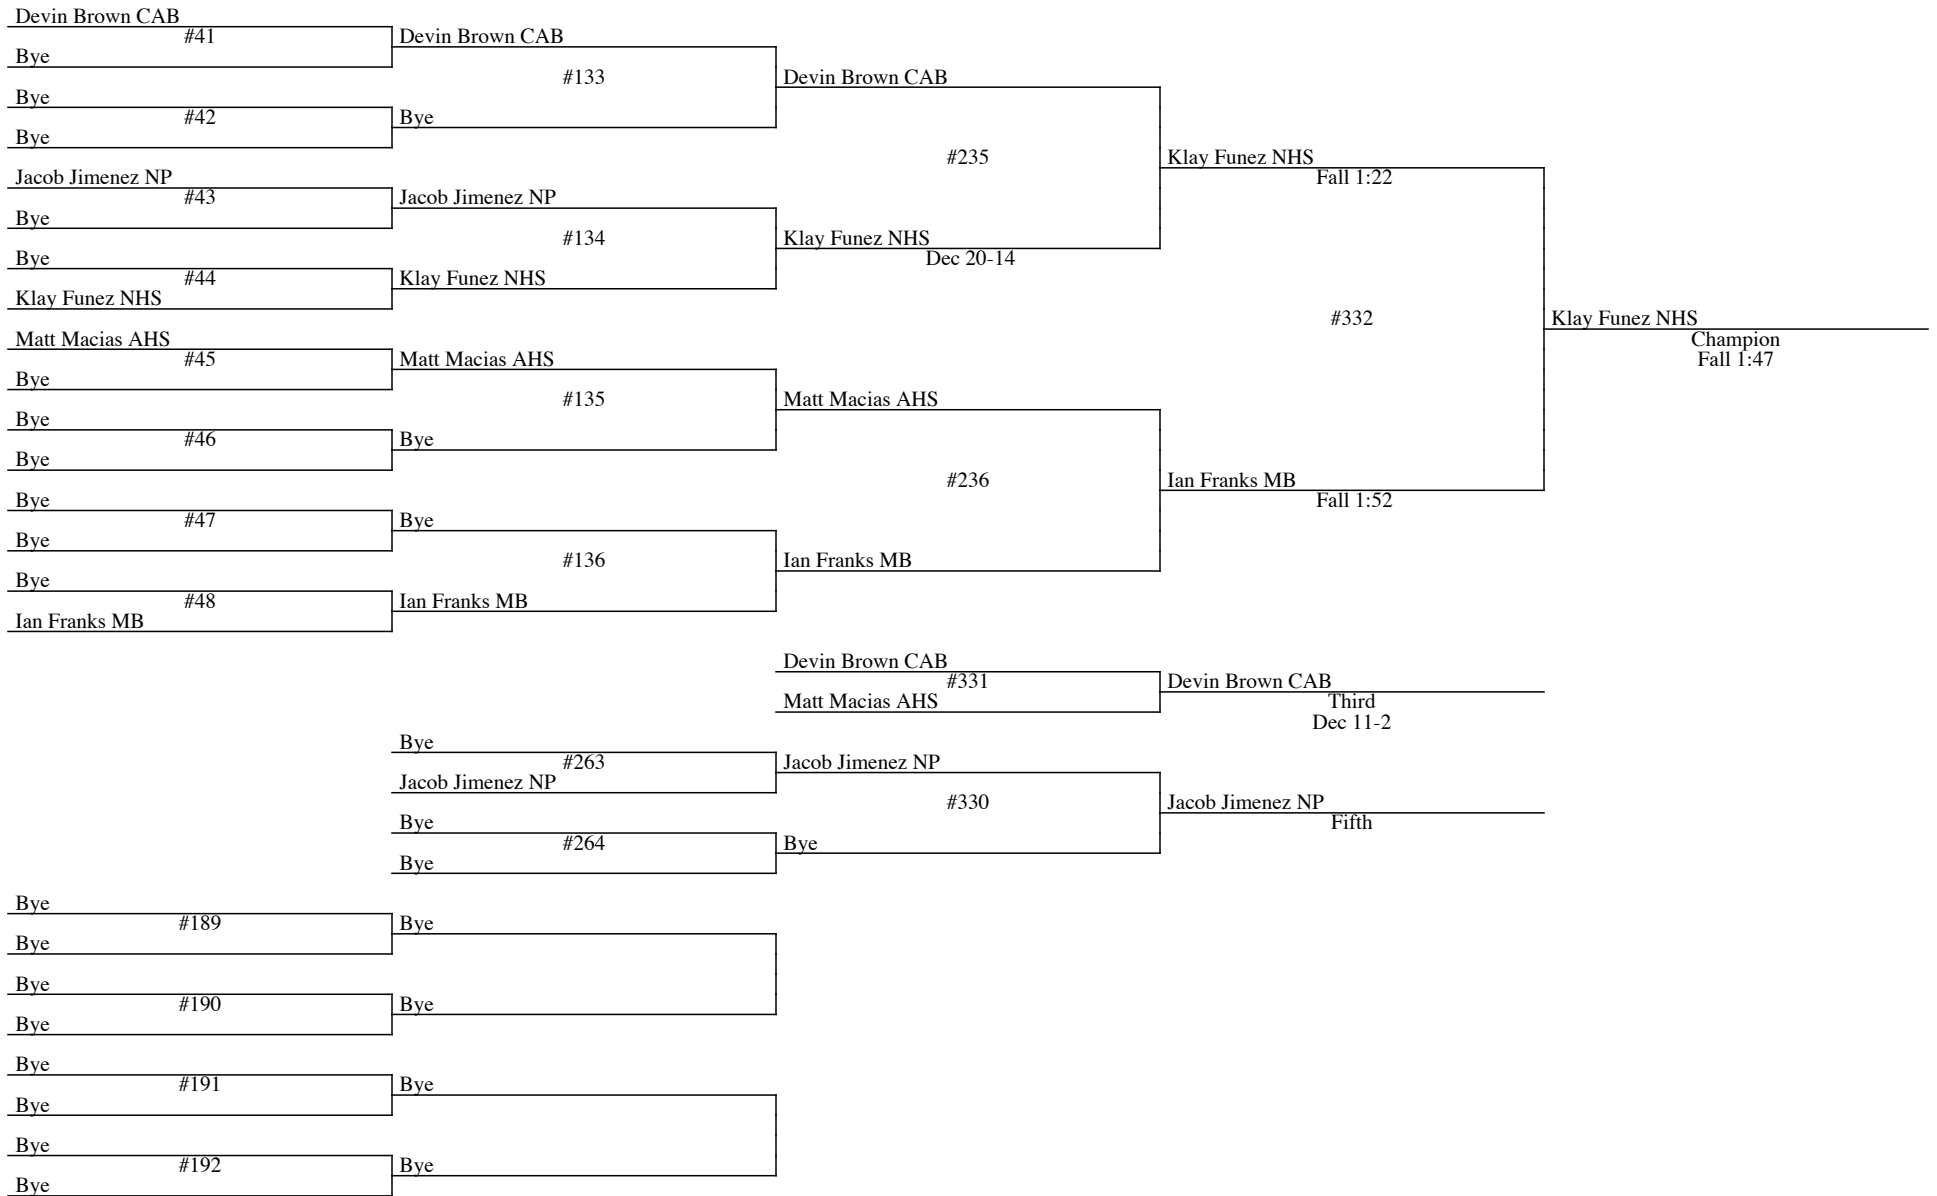 Devin Brown CAB
#41
Devin Brown CAB
Bye
#133
Devin Brown CAB
Bye
#42
Bye
Bye
#235
Klay Funez NHS
Fall 1:22
Jacob Jimenez NP
#43
Jacob Jimenez NP
Bye
#134
Klay Funez NHS
Dec 20-14
Bye
#44
Klay Funez NHS
Klay Funez NHS
#332
Klay Funez NHS
Champion
Fall 1:47
Matt Macias AHS
#45
Matt Macias AHS
Bye
#135
Matt Macias AHS
Bye
#46
Bye
Bye
#236
Ian Franks MB
Fall 1:52
Bye
#47
Bye
Bye
#136
Ian Franks MB
Bye
#48
Ian Franks MB
Ian Franks MB
Devin Brown CAB
#331
Devin Brown CAB
Matt Macias AHS
Third
Dec 11-2
Bye
#263
Jacob Jimenez NP
Jacob Jimenez NP
#330
Jacob Jimenez NP
Fifth
Bye
#264
Bye
Bye
Bye
#189
Bye
Bye
Bye
#190
Bye
Bye
Bye
#191
Bye
Bye
Bye
#192
Bye
Bye